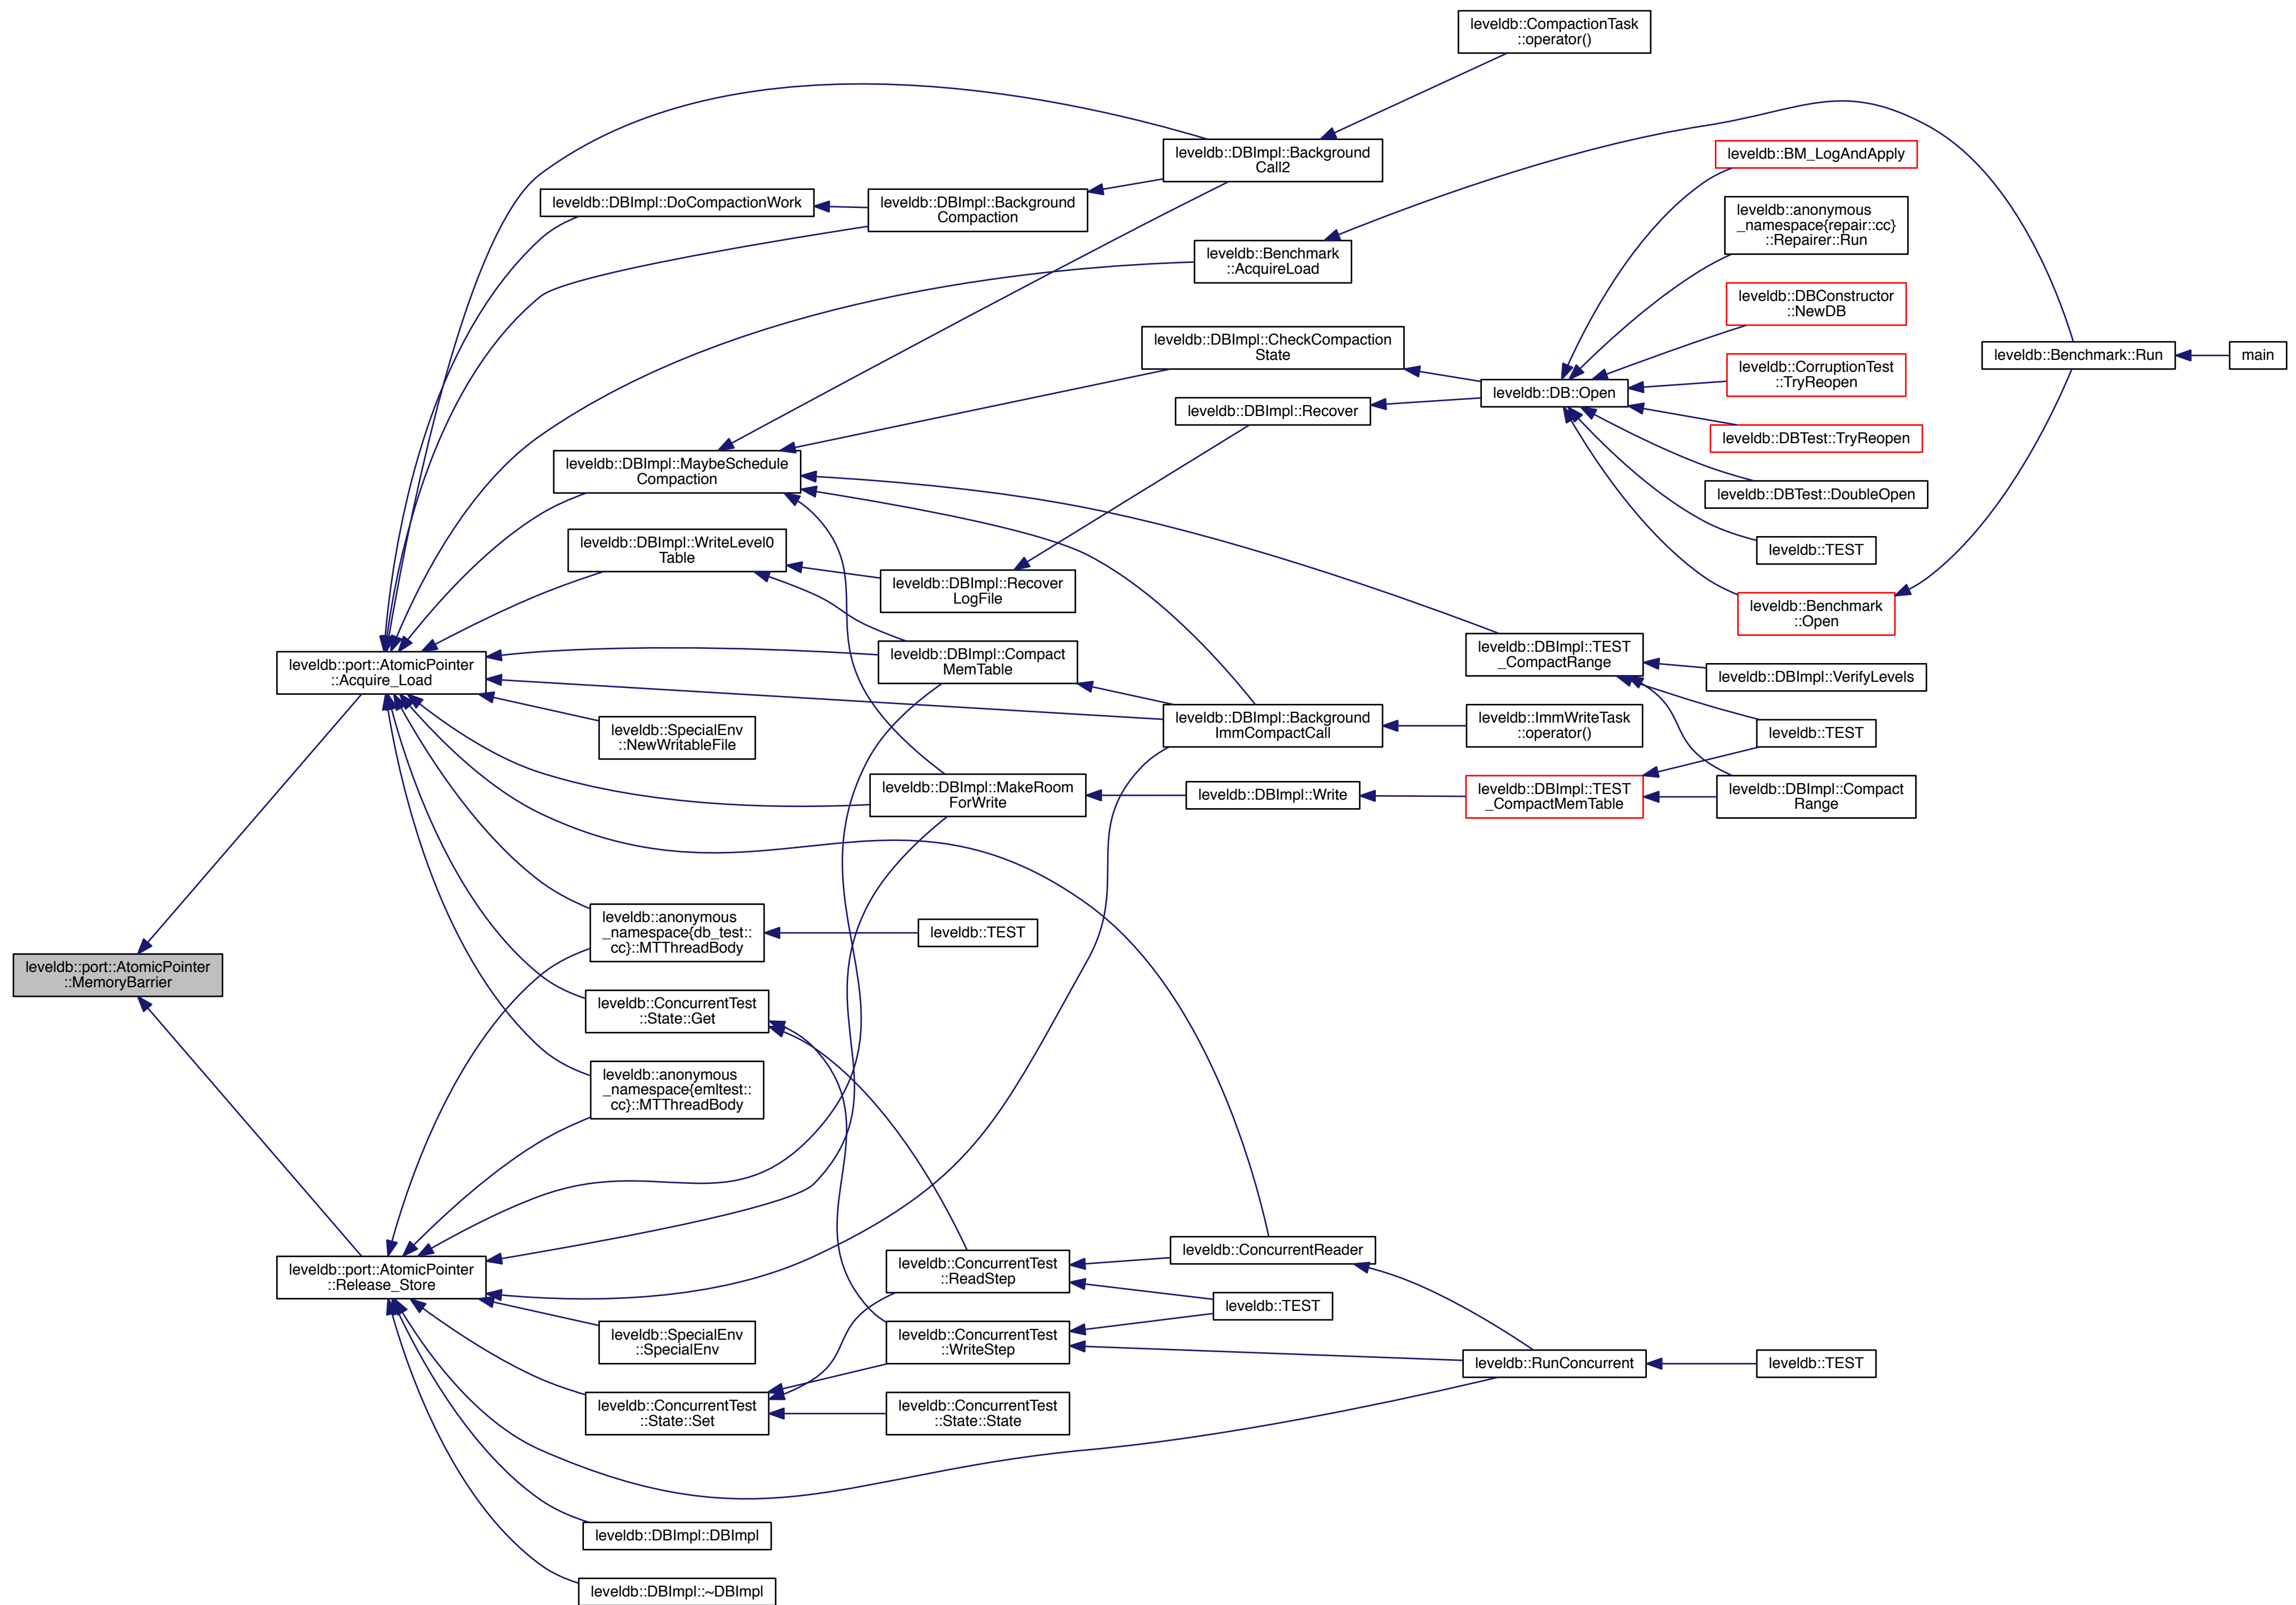 leveldb::CompactionTask
::operator()
leveldb::DBImpl::Background
Call2
leveldb::BM_LogAndApply
leveldb::DBImpl::DoCompactionWork
leveldb::DBImpl::Background
Compaction
leveldb::anonymous
_namespace{repair::cc}
::Repairer::Run
leveldb::Benchmark
::AcquireLoad
leveldb::DBConstructor
::NewDB
leveldb::DBImpl::CheckCompaction
State
leveldb::Benchmark::Run
main
leveldb::CorruptionTest
::TryReopen
leveldb::DB::Open
leveldb::DBImpl::Recover
leveldb::DBTest::TryReopen
leveldb::DBImpl::MaybeSchedule
Compaction
leveldb::DBTest::DoubleOpen
leveldb::DBImpl::WriteLevel0
Table
leveldb::TEST
leveldb::DBImpl::Recover
LogFile
leveldb::Benchmark
::Open
leveldb::port::AtomicPointer
::Acquire_Load
leveldb::DBImpl::Compact
MemTable
leveldb::DBImpl::TEST
_CompactRange
leveldb::DBImpl::VerifyLevels
leveldb::SpecialEnv
::NewWritableFile
leveldb::DBImpl::Background
ImmCompactCall
leveldb::ImmWriteTask
::operator()
leveldb::TEST
leveldb::DBImpl::MakeRoom
ForWrite
leveldb::DBImpl::Write
leveldb::DBImpl::TEST
_CompactMemTable
leveldb::DBImpl::Compact
Range
leveldb::anonymous
_namespace{db_test::
cc}::MTThreadBody
leveldb::TEST
leveldb::port::AtomicPointer
::MemoryBarrier
leveldb::ConcurrentTest
::State::Get
leveldb::anonymous
_namespace{emltest::
cc}::MTThreadBody
leveldb::port::AtomicPointer
::Release_Store
leveldb::ConcurrentTest
::ReadStep
leveldb::ConcurrentReader
leveldb::TEST
leveldb::SpecialEnv
::SpecialEnv
leveldb::ConcurrentTest
::WriteStep
leveldb::RunConcurrent
leveldb::TEST
leveldb::ConcurrentTest
::State::Set
leveldb::ConcurrentTest
::State::State
leveldb::DBImpl::DBImpl
leveldb::DBImpl::~DBImpl